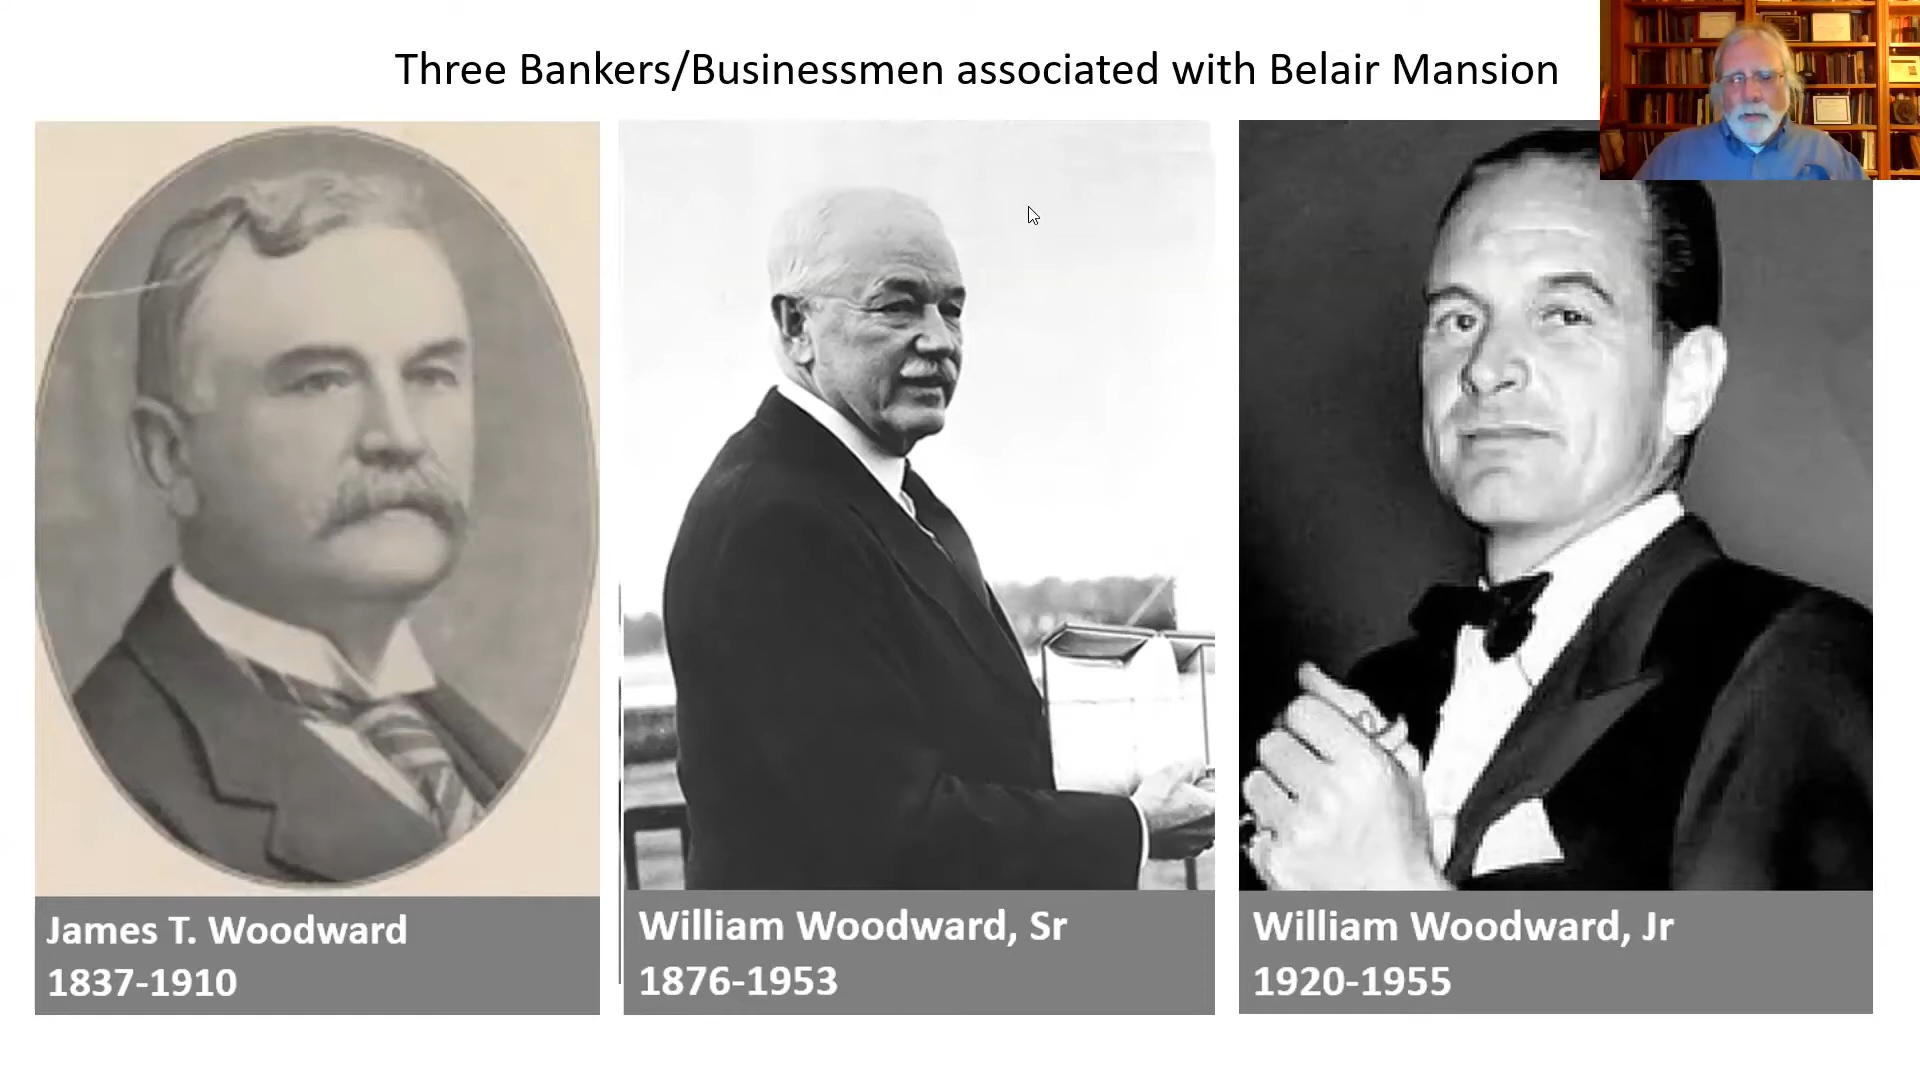 Three Bankers/Businessmen associated with Belair Mansion
James T. Woodward
1837-1910
William Woodward, Sr
1876-1953
William Woodward, Jr
1920-1955